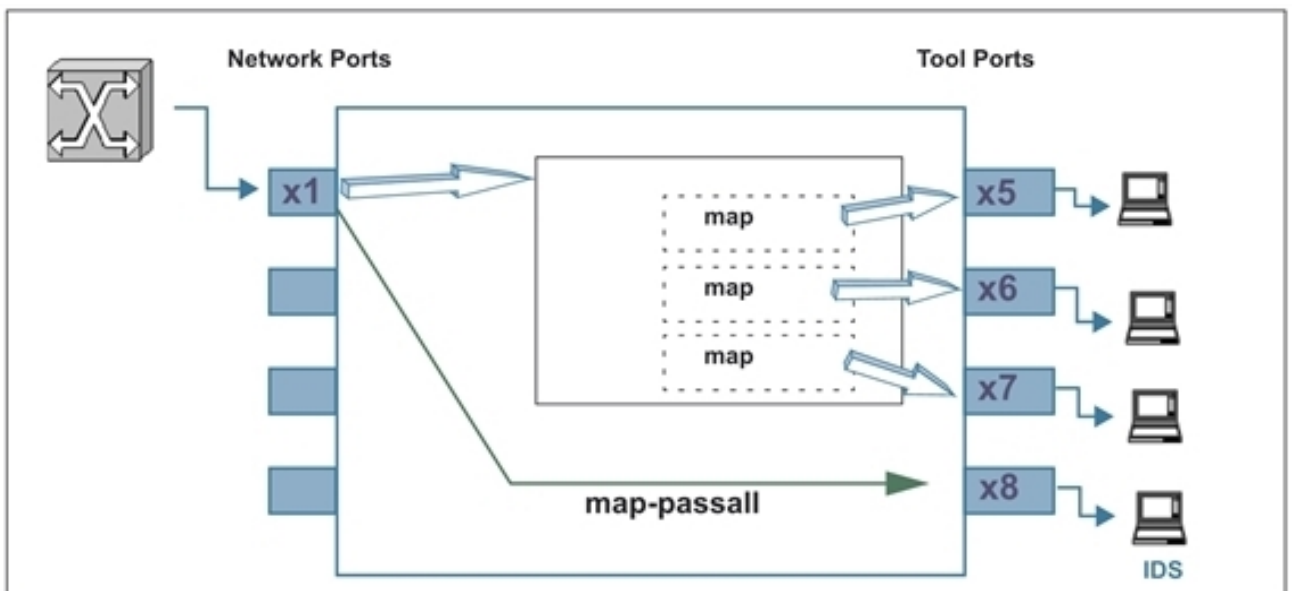 Network Ports
Tool Ports
x1
map
x5
map
x6
map
x7
map-passall
x8
IDS